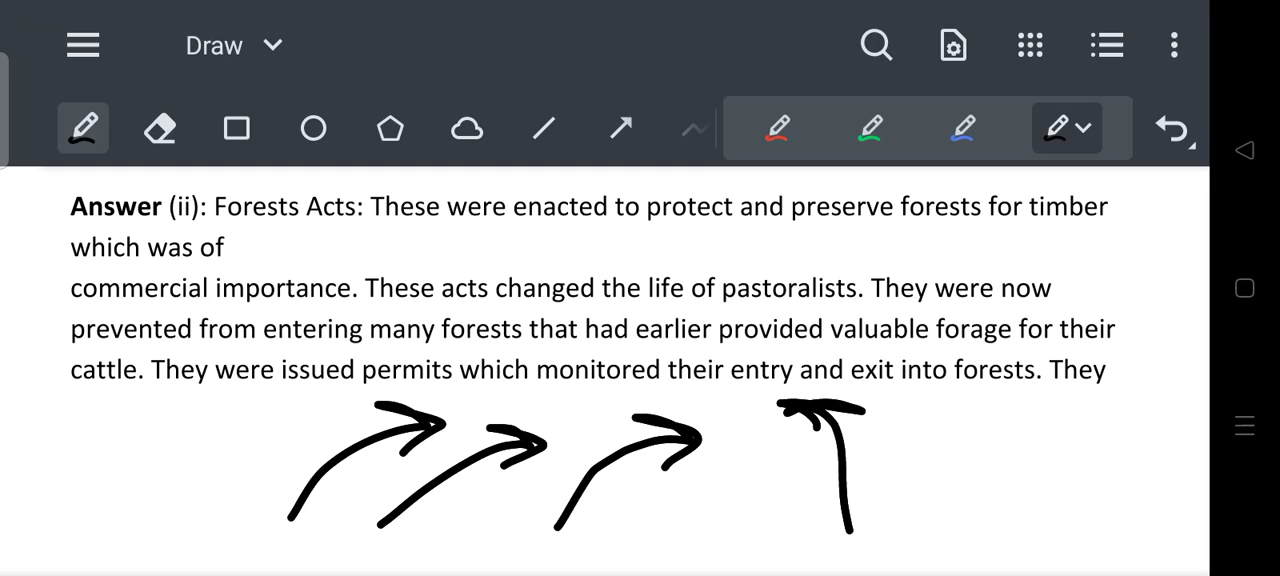 Draw
Answer (ii): Forests Acts: These were enacted to protect and preserve forests for timber
which was of
commercial importance. These acts changed the life of pastoralists. They were now
prevented from entering many forests that had earlier provided valuable forage for their
cattle. They were issued permits which monitored their entry and exit into forests. They